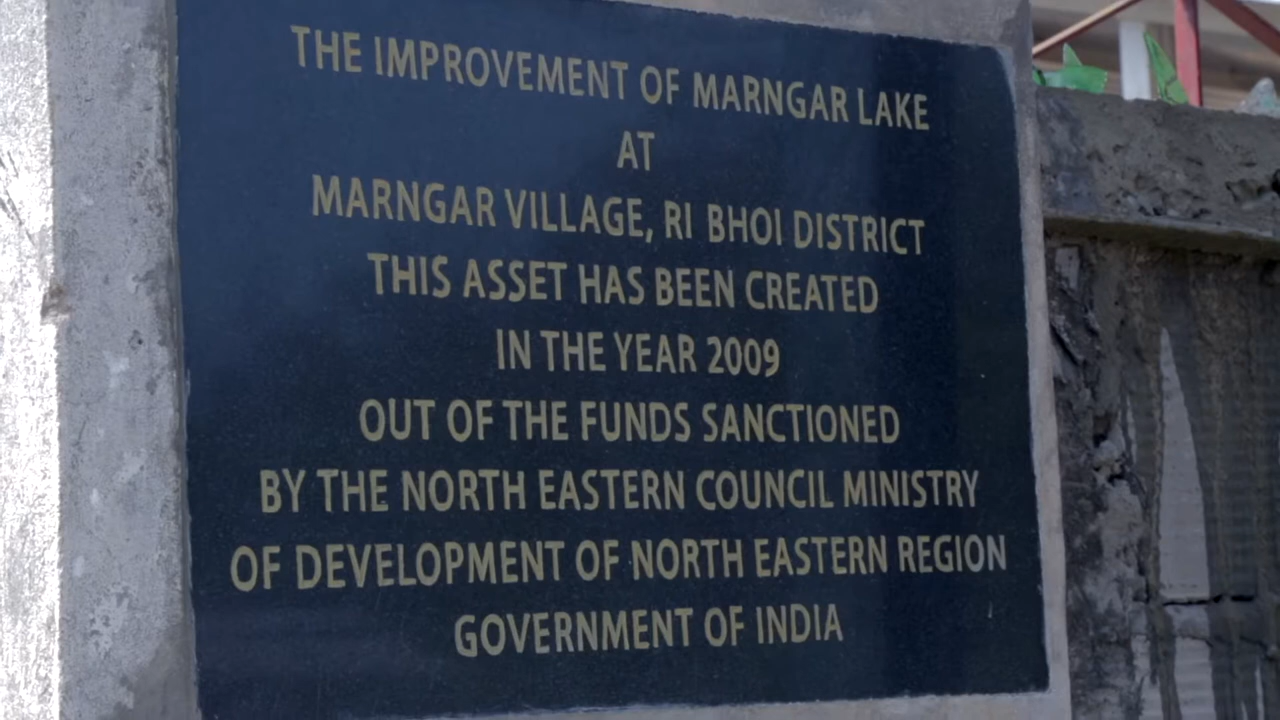 THE IMPROVEMENT OF MARNGAR LAKE
AT
MARNGAR VILLAGE, RI BHOI DISTRICT
THIS ASSET HAS BEEN CREATED
IN THE YEAR 2009
OUT OF THE FUNDS SANCTIONED
BY THE NORTH EASTERN COUNCIL MINISTRY
OF DEVELOPMENT OF NORTH EASTERN REGION
GOVERNMENT OF INDIA